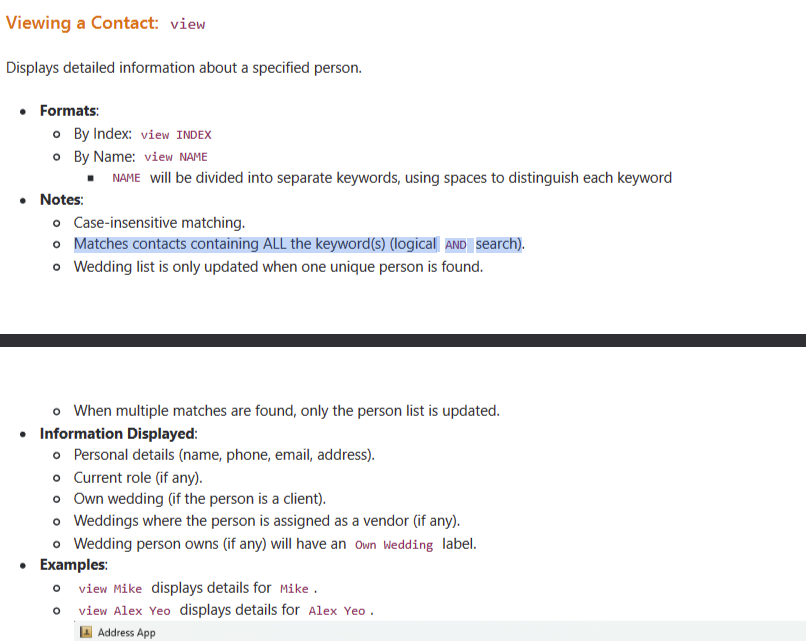 Viewing a Contact: view
Displays detailed information about a specified person.
Formats:
By Index: view INDEX
By Name: view NAME
NAME will be divided into separate keywords, using spaces to distinguish each keyword
Notes:
Case-insensitive matching.
Matches contacts containing ALL the keyword(s) (logical AND search).
Wedding list is only updated when one unique person is found.
When multiple matches are found, only the person list is updated.
Information Displayed:
Personal details (name, phone, email, address).
Current role (if any).
Own wedding (if the person is a client).
Weddings where the person is assigned as a vendor (if any).
Wedding person owns (if any) will have an Own Wedding label.
Examples:
view Mike displays details for Mike .
view Alex Yeo displays details for Alex Yeo .
Address App